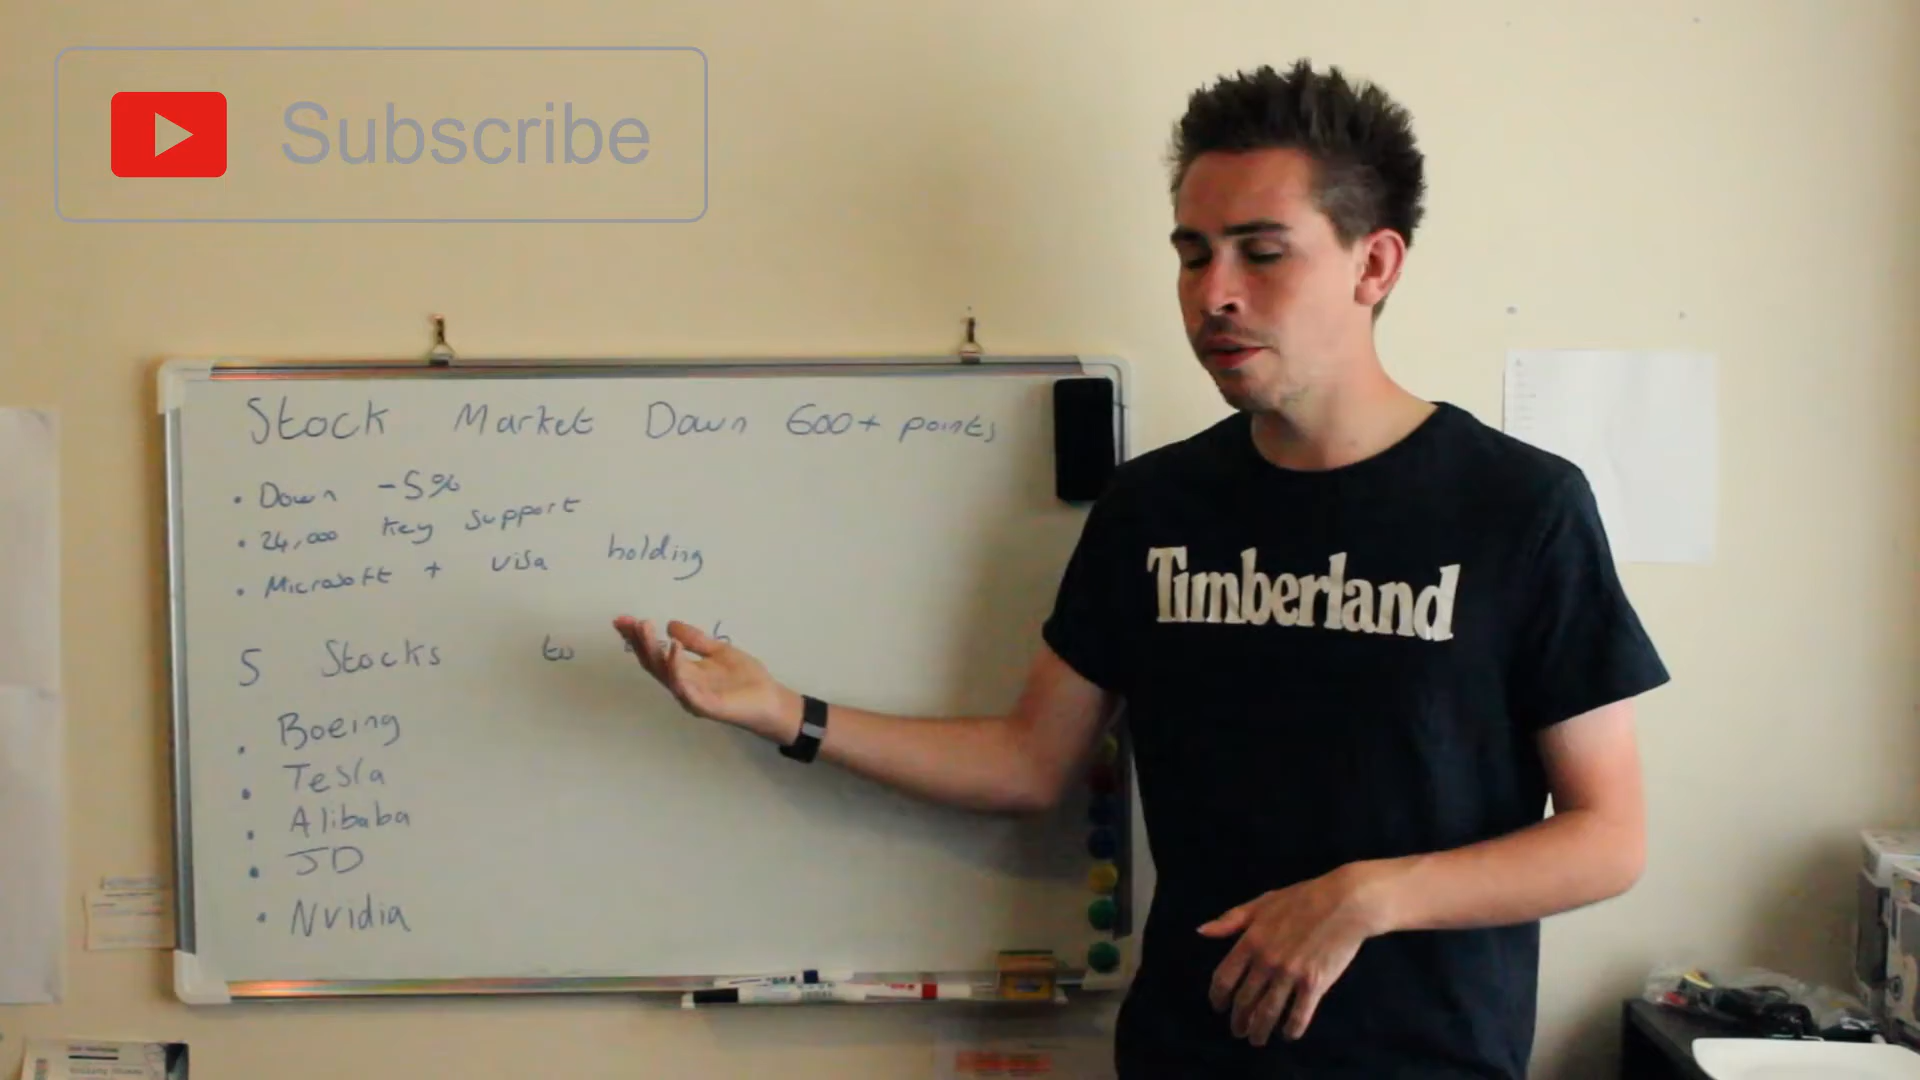 Subscribe
Stock Market Down 600+ points
• Down -5%
• 24,000 key support
• Microsoft + visa holding
5 Stocks to
• Boeing
• Tesla
• Alibaba
• JD
• Nvidia
Timberland